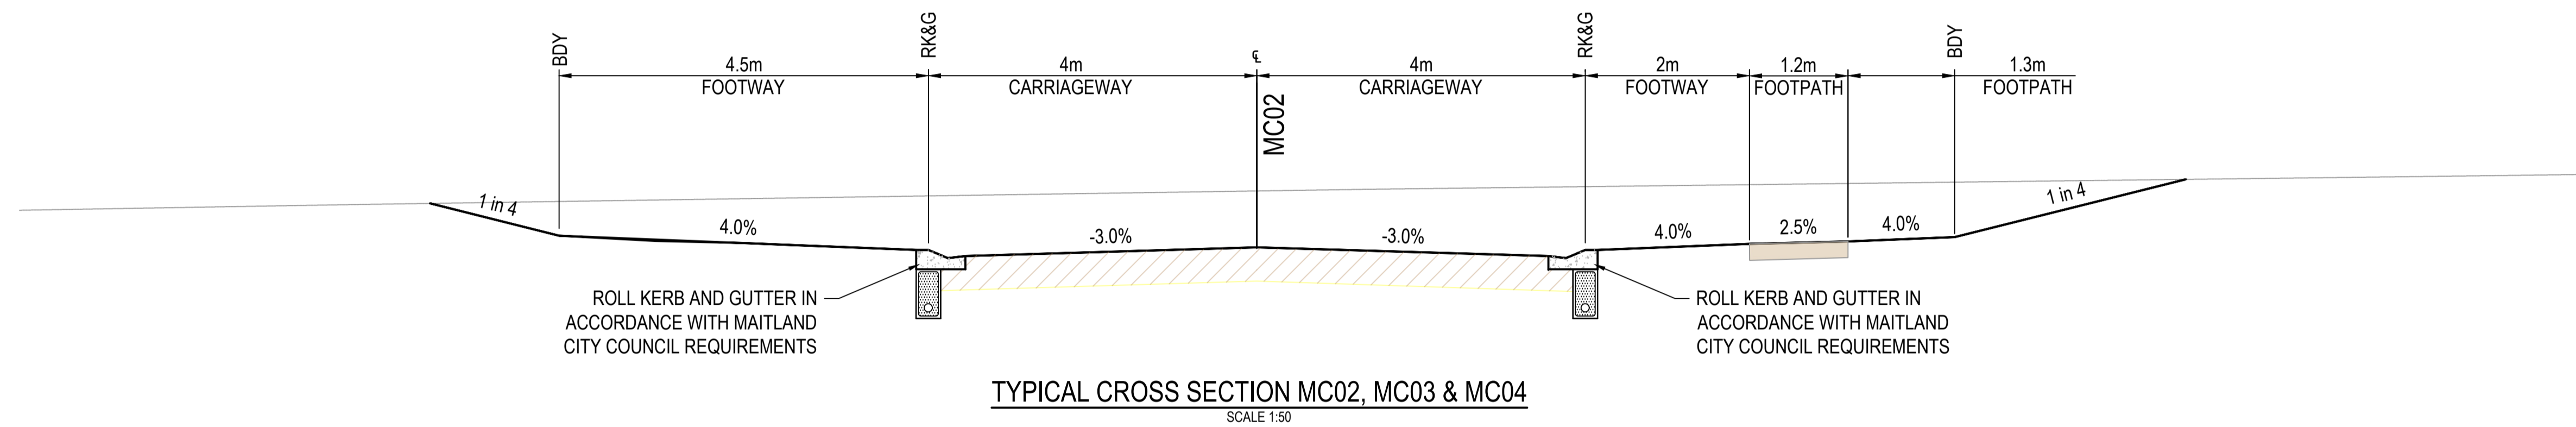 BDY
RK&G
℄
RK&G
BDY
4.5m
FOOTWAY
4m
CARRIAGEWAY
4m
CARRIAGEWAY
2m
FOOTWAY
1.2m
FOOTPATH
1.3m
FOOTPATH
MC02
1 in 4
4.0%
-3.0%
-3.0%
4.0%
2.5%
4.0%
1 in 4
ROLL KERB AND GUTTER IN
ACCORDANCE WITH MAITLAND
CITY COUNCIL REQUIREMENTS
ROLL KERB AND GUTTER IN
ACCORDANCE WITH MAITLAND
CITY COUNCIL REQUIREMENTS
TYPICAL CROSS SECTION MC02, MC03 & MC04
SCALE 1:50